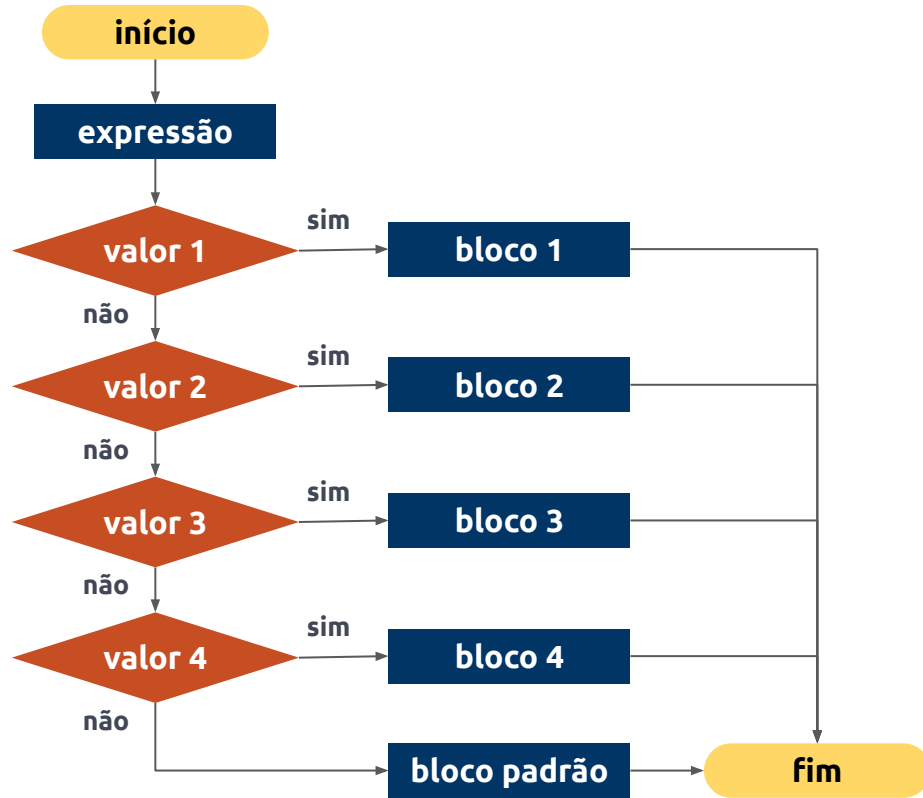 início
expressão
valor 1
sim
bloco 1
não
valor 2
sim
bloco 2
não
valor 3
sim
bloco 3
não
valor 4
sim
bloco 4
não
bloco padrão
fim